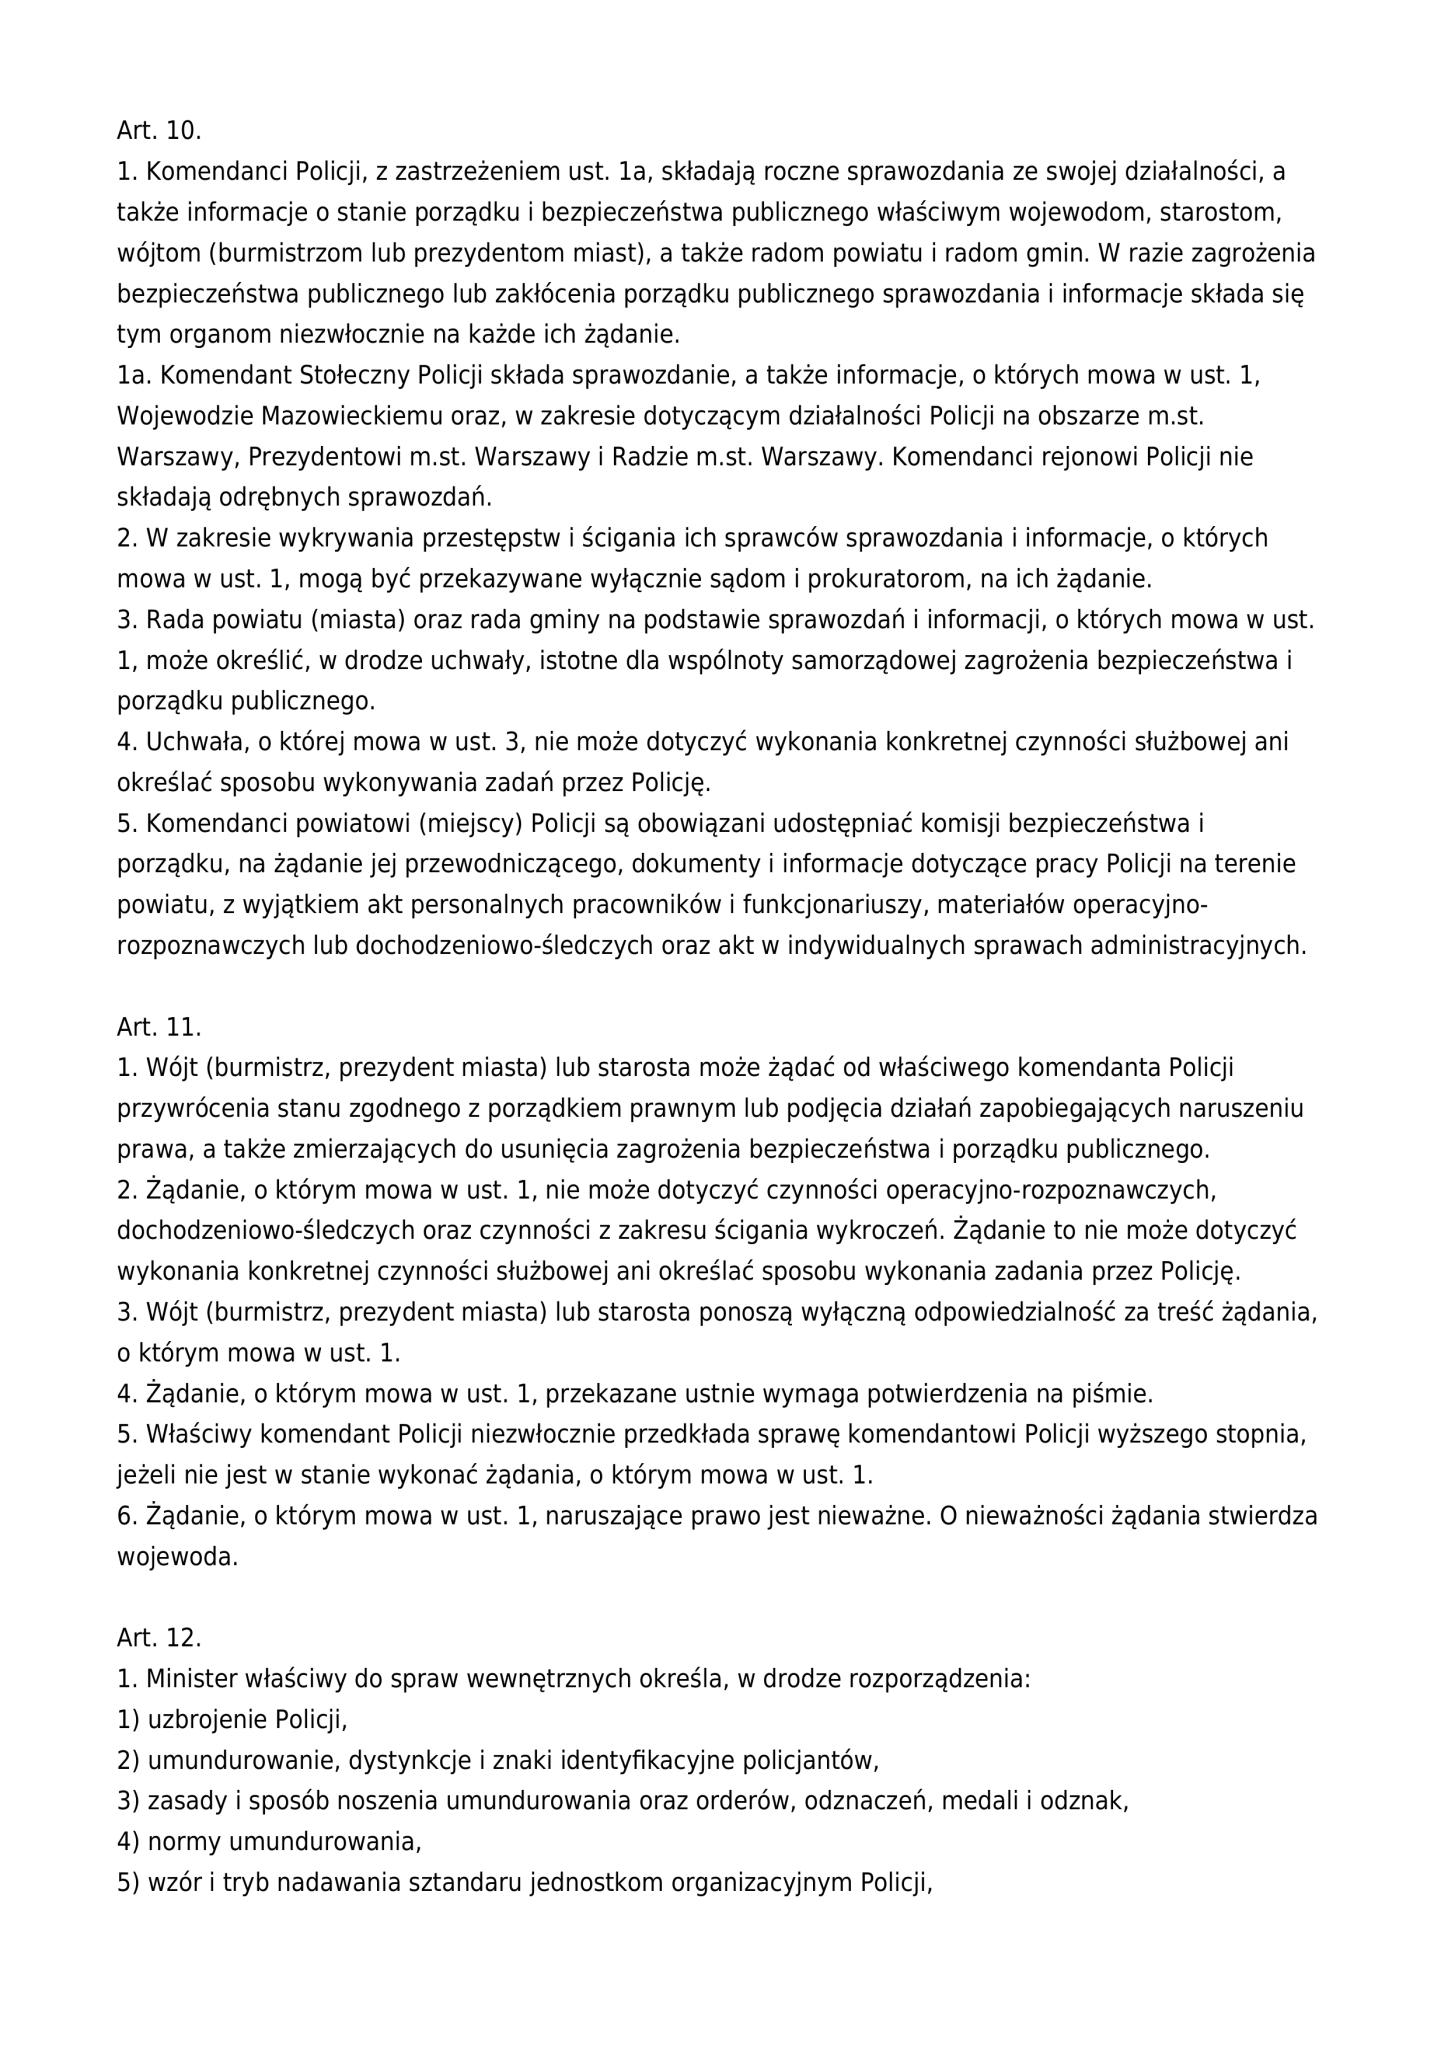 Art. 10.
1. Komendanci Policji, z zastrzeżeniem ust. 1a, składają roczne sprawozdania ze swojej działalności, a
także informacje o stanie porządku i bezpieczeństwa publicznego właściwym wojewodom, starostom,
wójtom (burmistrzom lub prezydentom miast), a także radom powiatu i radom gmin. W razie zagrożenia
bezpieczeństwa publicznego lub zakłócenia porządku publicznego sprawozdania i informacje składa się
tym organom niezwłocznie na każde ich żądanie.
1a. Komendant Stołeczny Policji składa sprawozdanie, a także informacje, o których mowa w ust. 1,
Wojewodzie Mazowieckiemu oraz, w zakresie dotyczącym działalności Policji na obszarze m.st.
Warszawy, Prezydentowi m.st. Warszawy i Radzie m.st. Warszawy. Komendanci rejonowi Policji nie
składają odrębnych sprawozdań.
2. W zakresie wykrywania przestępstw i ścigania ich sprawców sprawozdania i informacje, o których
mowa w ust. 1, mogą być przekazywane wyłącznie sądom i prokuratorom, na ich żądanie.
3. Rada powiatu (miasta) oraz rada gminy na podstawie sprawozdań i informacji, o których mowa w ust.
1, może określić, w drodze uchwały, istotne dla wspólnoty samorządowej zagrożenia bezpieczeństwa i
porządku publicznego.
4. Uchwała, o której mowa w ust. 3, nie może dotyczyć wykonania konkretnej czynności służbowej ani
określać sposobu wykonywania zadań przez Policję.
5. Komendanci powiatowi (miejscy) Policji są obowiązani udostępniać komisji bezpieczeństwa i
porządku, na żądanie jej przewodniczącego, dokumenty i informacje dotyczące pracy Policji na terenie
powiatu, z wyjątkiem akt personalnych pracowników i funkcjonariuszy, materiałów operacyjno-
rozpoznawczych lub dochodzeniowo-śledczych oraz akt w indywidualnych sprawach administracyjnych.
Art. 11.
1. Wójt (burmistrz, prezydent miasta) lub starosta może żądać od właściwego komendanta Policji
przywrócenia stanu zgodnego z porządkiem prawnym lub podjęcia działań zapobiegających naruszeniu
prawa, a także zmierzających do usunięcia zagrożenia bezpieczeństwa i porządku publicznego.
2. Żądanie, o którym mowa w ust. 1, nie może dotyczyć czynności operacyjno-rozpoznawczych,
dochodzeniowo-śledczych oraz czynności z zakresu ścigania wykroczeń. Żądanie to nie może dotyczyć
wykonania konkretnej czynności służbowej ani określać sposobu wykonania zadania przez Policję.
3. Wójt (burmistrz, prezydent miasta) lub starosta ponoszą wyłączną odpowiedzialność za treść żądania,
o którym mowa w ust. 1.
4. Żądanie, o którym mowa w ust. 1, przekazane ustnie wymaga potwierdzenia na piśmie.
5. Właściwy komendant Policji niezwłocznie przedkłada sprawę komendantowi Policji wyższego stopnia,
jeżeli nie jest w stanie wykonać żądania, o którym mowa w ust. 1.
6. Żądanie, o którym mowa w ust. 1, naruszające prawo jest nieważne. O nieważności żądania stwierdza
wojewoda.
Art. 12.
1. Minister właściwy do spraw wewnętrznych określa, w drodze rozporządzenia:
1) uzbrojenie Policji,
2) umundurowanie, dystynkcje i znaki identyfikacyjne policjantów,
3) zasady i sposób noszenia umundurowania oraz orderów, odznaczeń, medali i odznak,
4) normy umundurowania,
5) wzór i tryb nadawania sztandaru jednostkom organizacyjnym Policji,